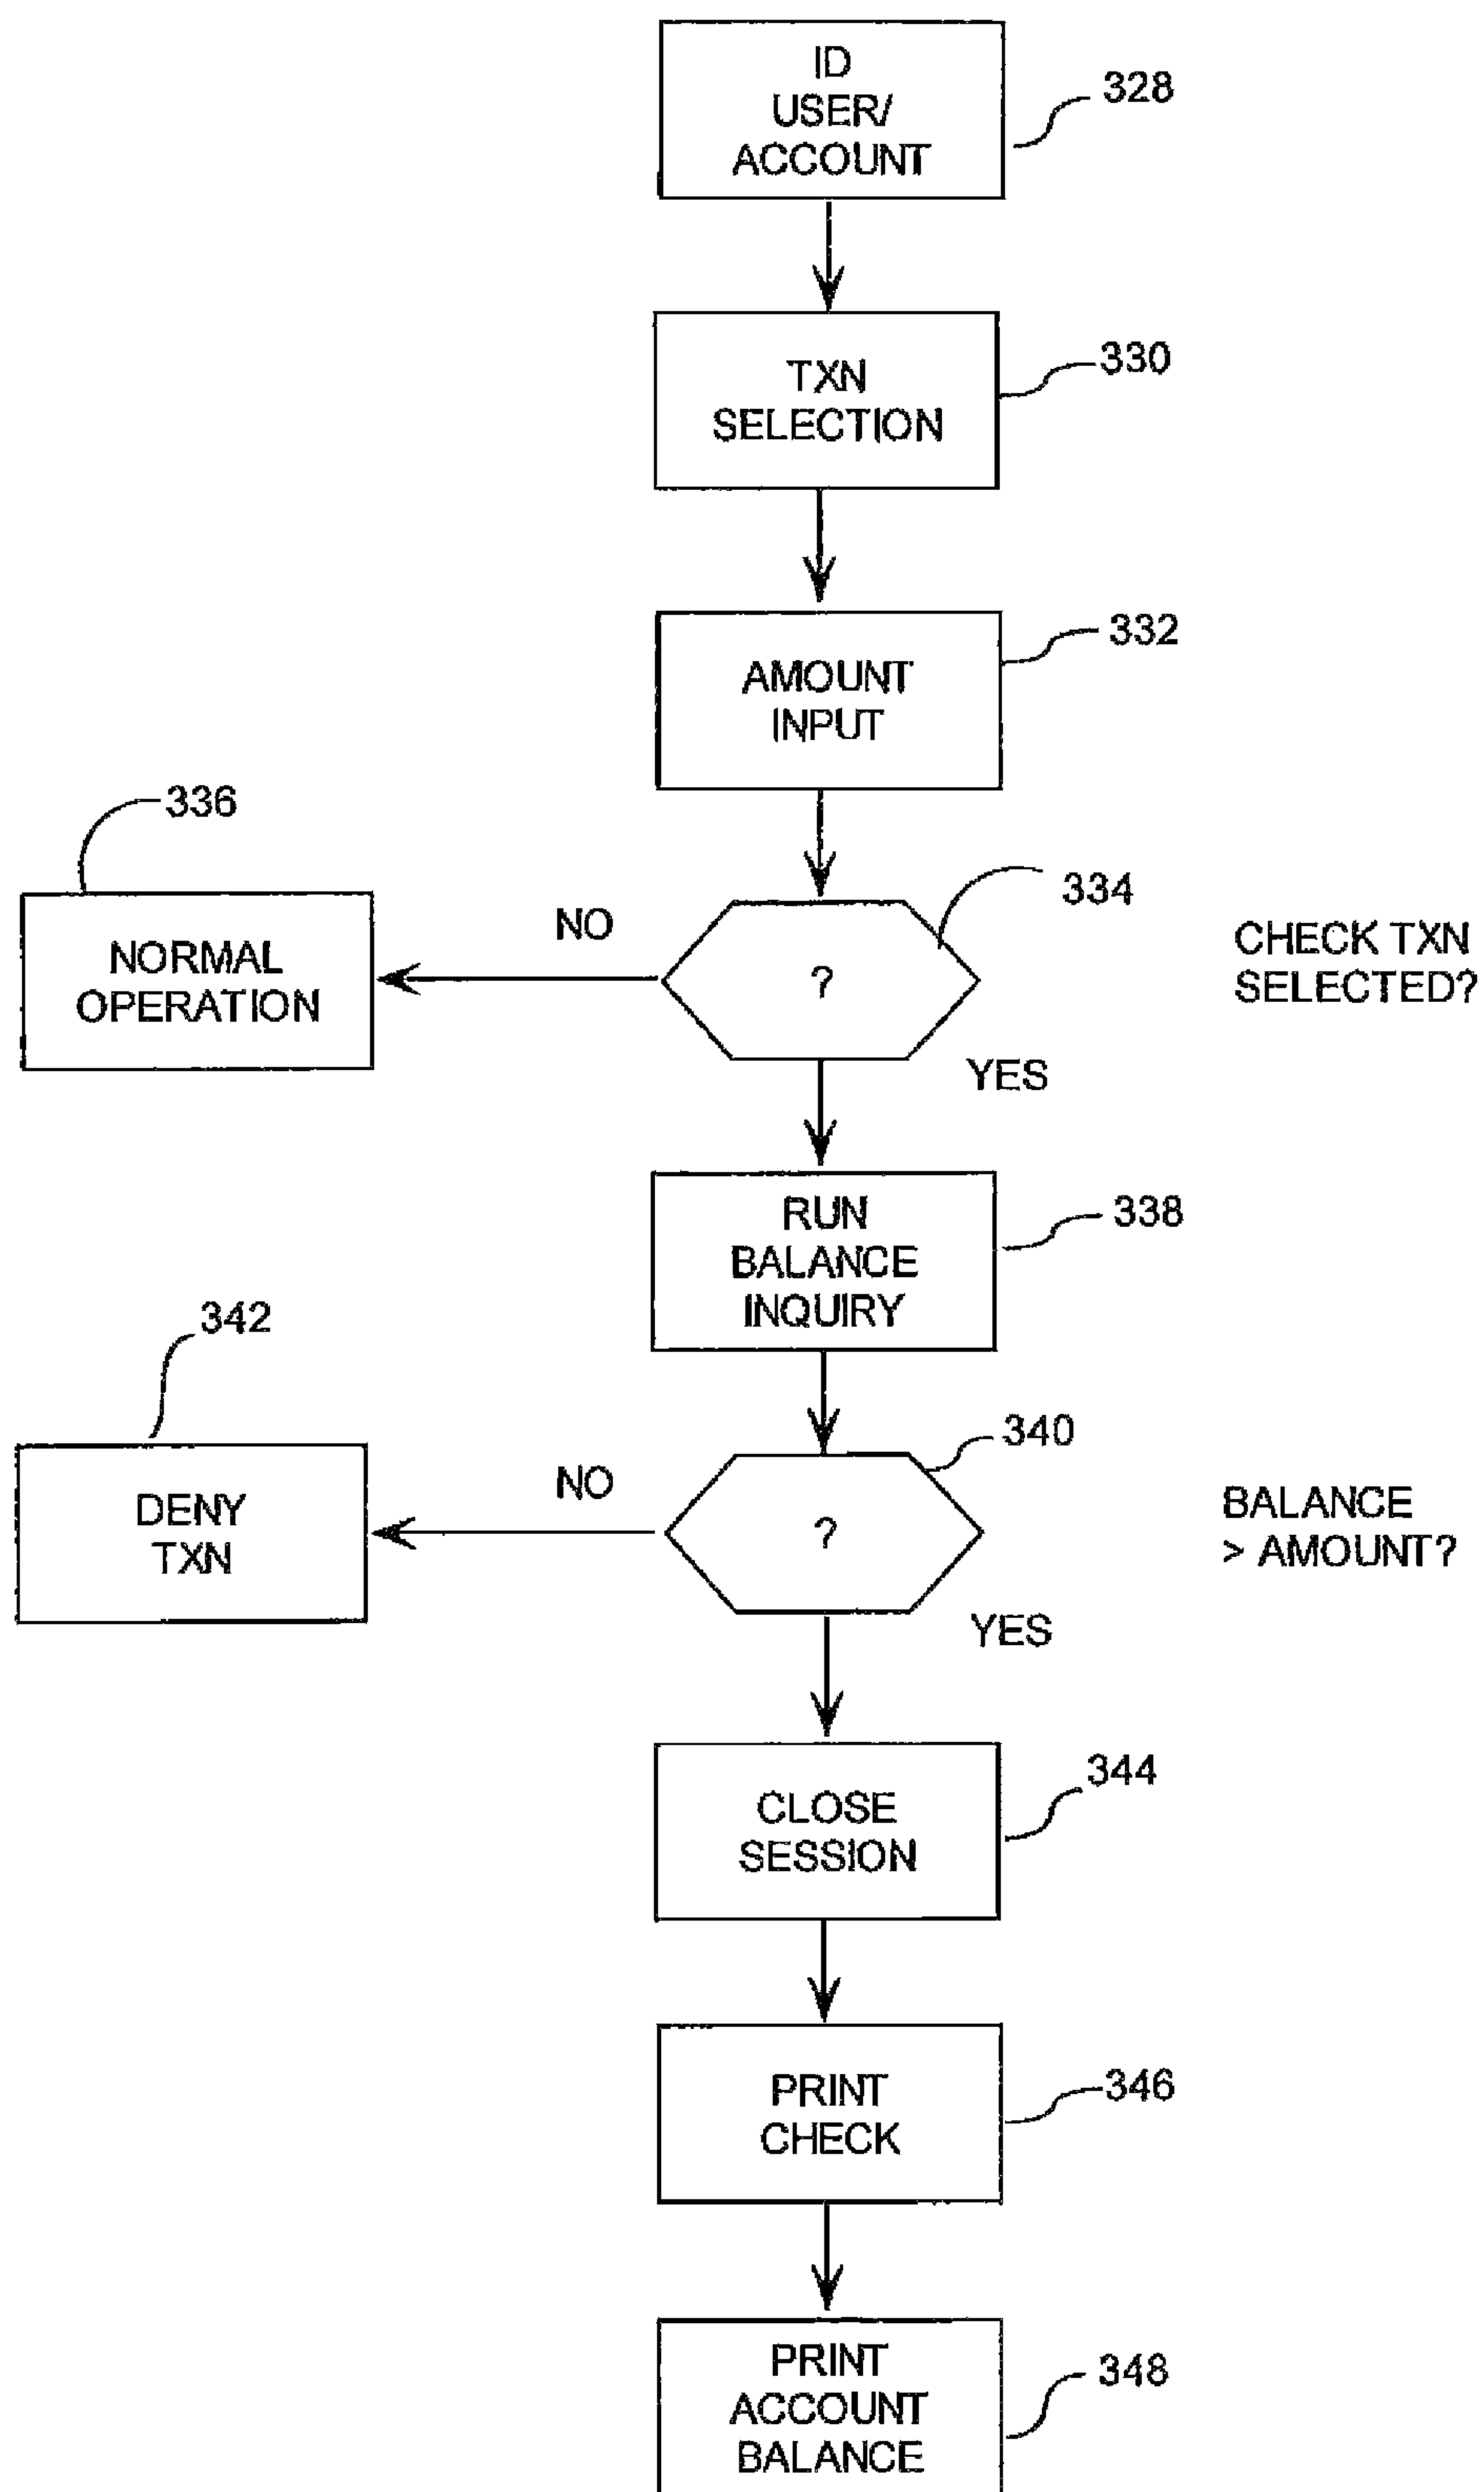 ID
USER/
ACCOUNT
328
TXN
SELECTION
330
AMOUNT
INPUT
332
336
NORMAL
OPERATION
NO
?
334
CHECK TXN
SELECTED?
YES
RUN
BALANCE
INQUIRY
338
342
DENY
TXN
NO
?
340
BALANCE
> AMOUNT?
YES
CLOSE
SESSION
344
PRINT
CHECK
346
PRINT
ACCOUNT
BALANCE
348